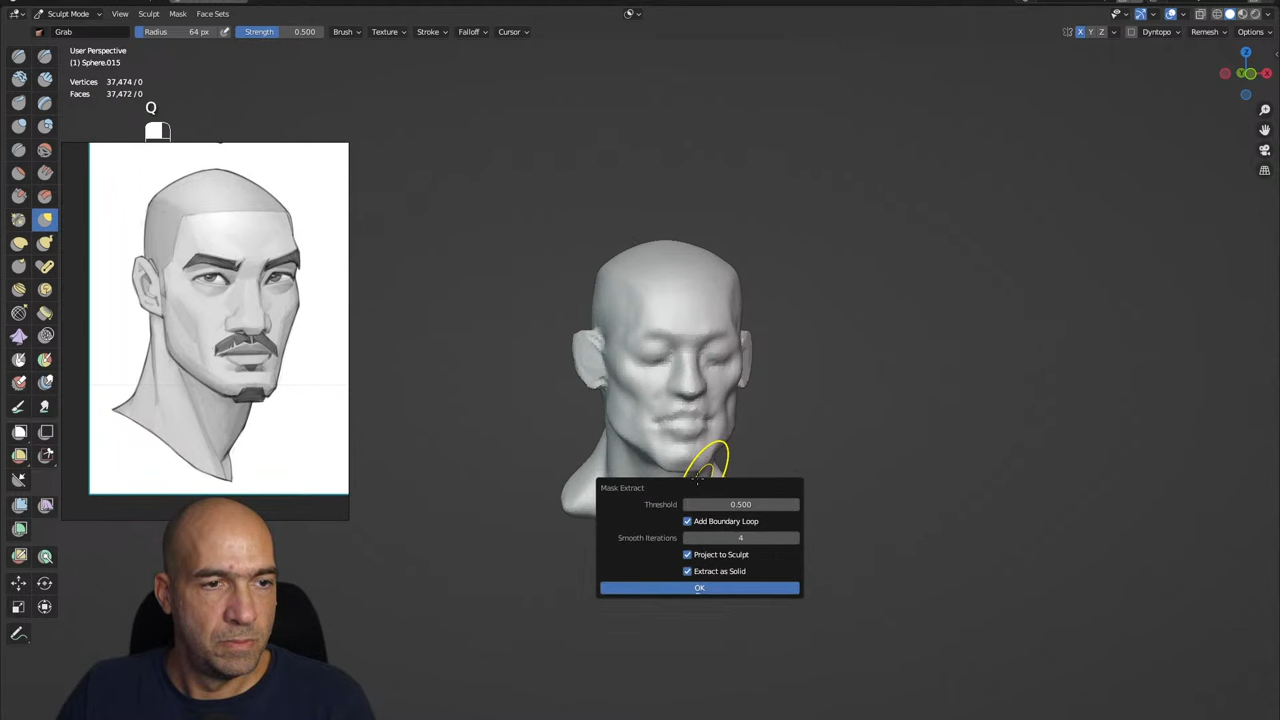 Sculpt Mode View Sculpt Mask Face Sets
Grab Radius 64 px Strength 0.500 Brush Texture Stroke Falloff Cursor X Y Z Dyntopo Remesh Options
User Perspective
(1) Sphere.015
Vertices 37,474 / 0
Faces 37,472 / 0
Q
Z
Y
X
Mask Extract
Threshold 0.500
Add Boundary Loop
Smooth Iterations 4
Project to Sculpt
Extract as Solid
OK